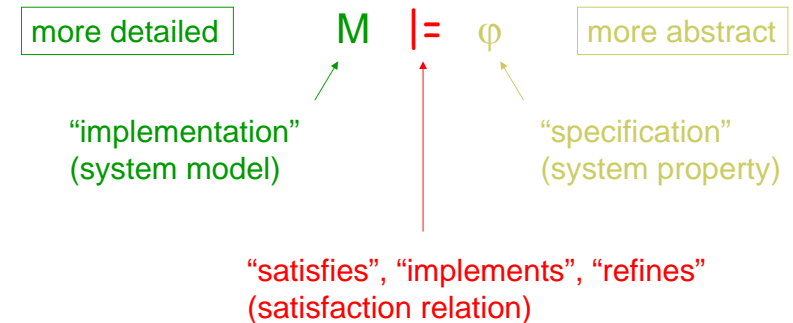 more detailed M |= φ more abstract
“implementation” “specification”
(system model) (system property)
“satisfies”, “implements”, “refines”
(satisfaction relation)